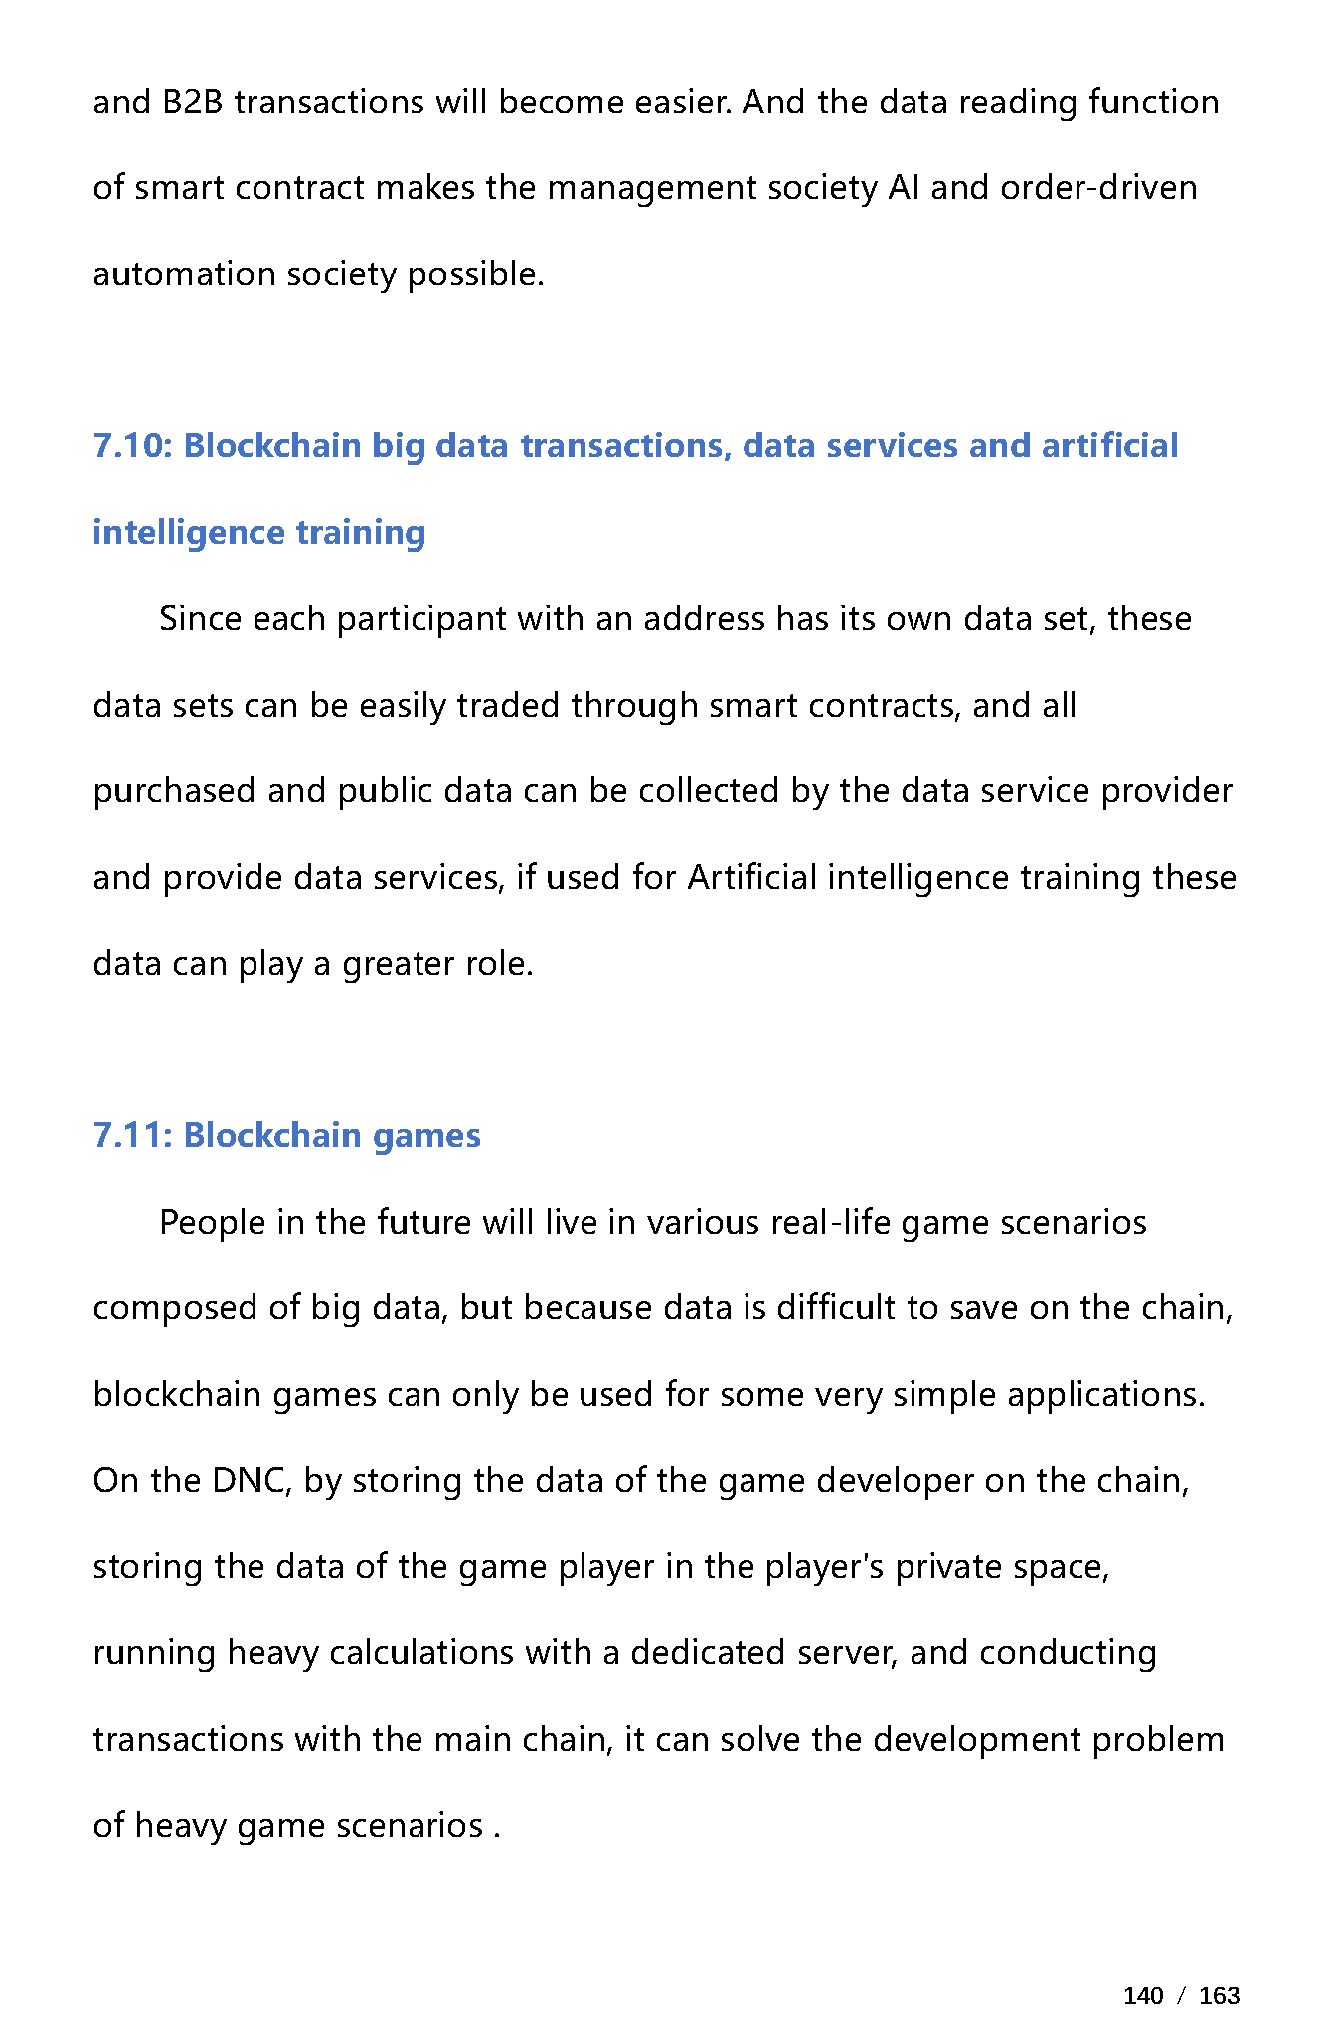 and B2B transactions will become easier. And the data reading function
of smart contract makes the management society AI and order-driven
automation society possible.
7.10: Blockchain big data transactions, data services and artificial
intelligence training
Since each participant with an address has its own data set, these
data sets can be easily traded through smart contracts, and all
purchased and public data can be collected by the data service provider
and provide data services, if used for Artificial intelligence training these
data can play a greater role.
7.11: Blockchain games
People in the future will live in various real-life game scenarios
composed of big data, but because data is difficult to save on the chain,
blockchain games can only be used for some very simple applications.
On the DNC, by storing the data of the game developer on the chain,
storing the data of the game player in the player's private space,
running heavy calculations with a dedicated server, and conducting
transactions with the main chain, it can solve the development problem
of heavy game scenarios .
140 / 163